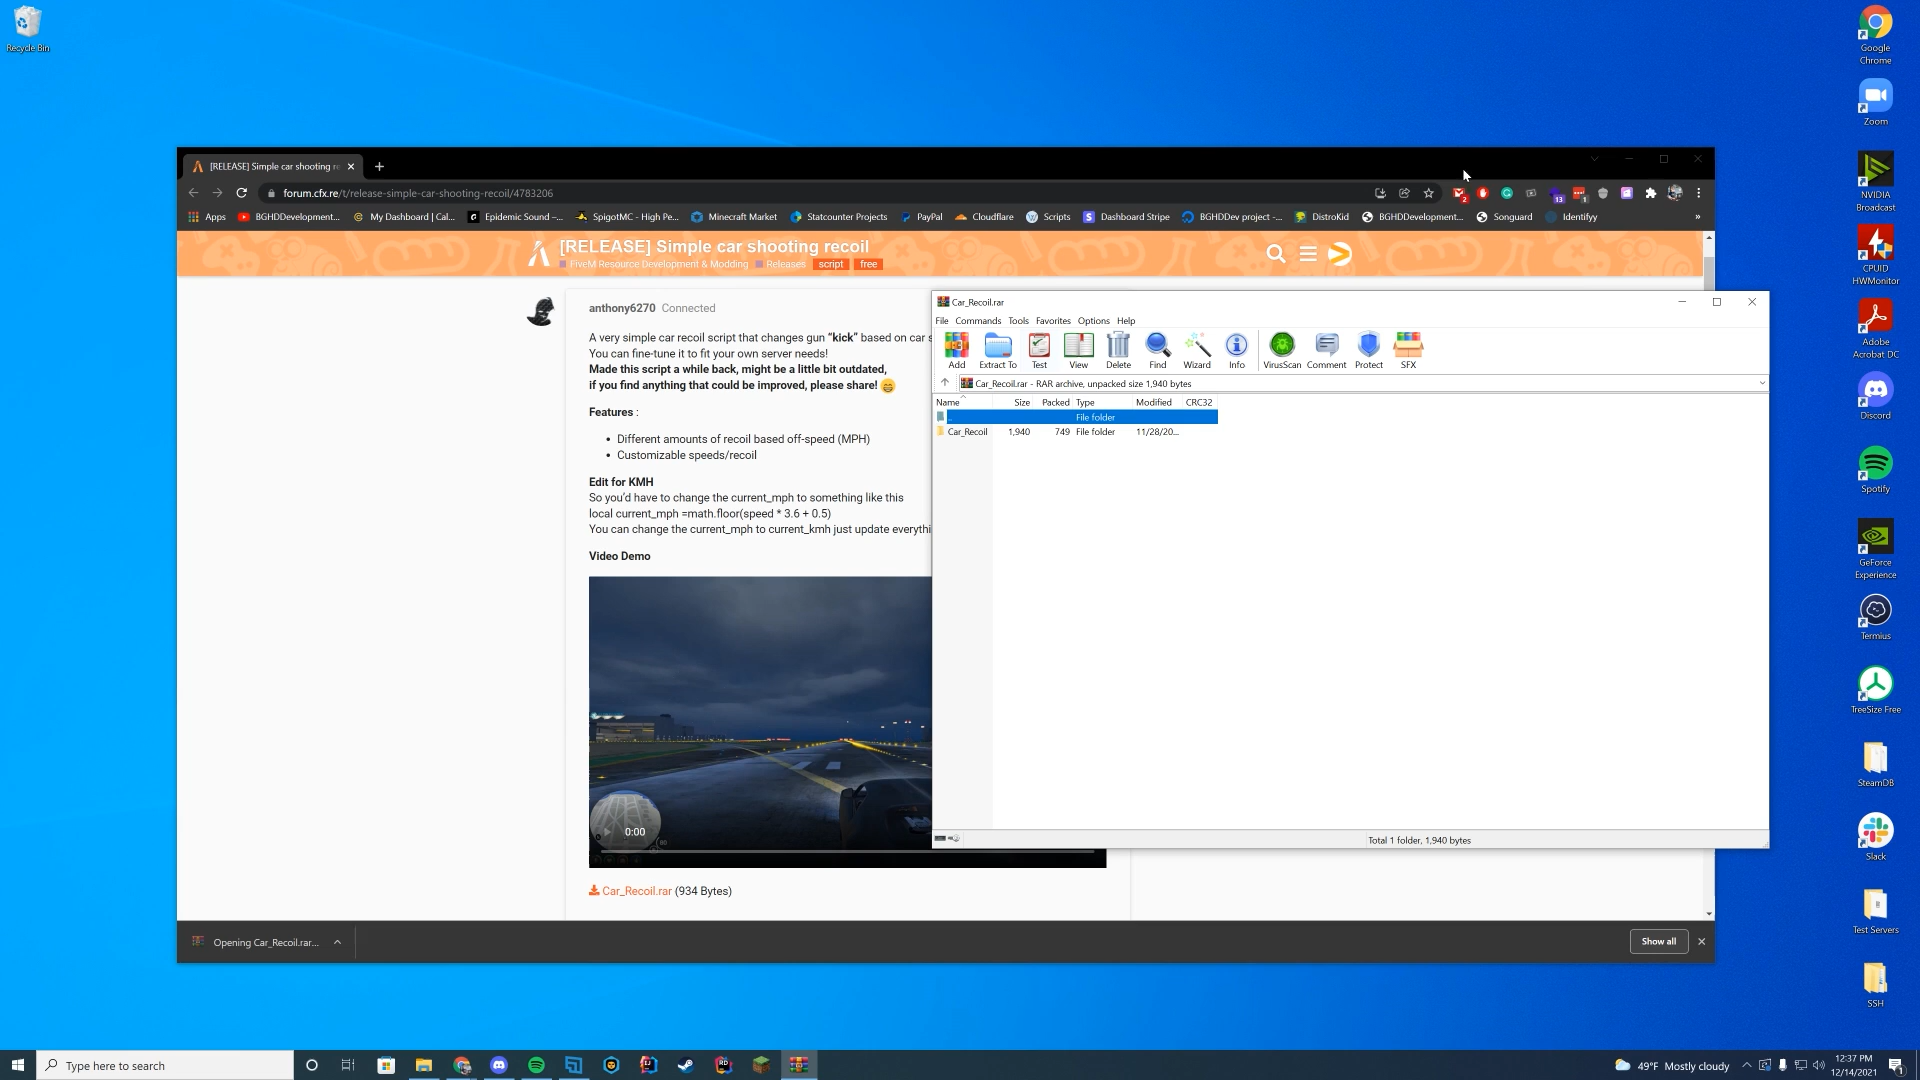 Recycle Bin
[RELEASE] Simple car shooting re
forum.cfx.re/t/release-simple-car-shooting-recoil/4783206
2
13
1
Apps
BGHDDevelopment...
My Dashboard | Cal...
Epidemic Sound –...
SpigotMC - High Pe...
Minecraft Market
Statcounter Projects
PayPal
Cloudflare
Scripts
Dashboard Stripe
BGHDDev project -...
DistroKid
BGHDDevelopment...
Songuard
Identifyy
»
[RELEASE] Simple car shooting recoil
FiveM Resource Development & Modding
Releases
script
free
anthony6270 Connected
A very simple car recoil script that changes gun “kick” based on car s
You can fine-tune it to fit your own server needs!
Made this script a while back, might be a little bit outdated,
if you find anything that could be improved, please share!
Features :
• Different amounts of recoil based off-speed (MPH)
• Customizable speeds/recoil
Edit for KMH
So you’d have to change the current_mph to something like this
local current_mph =math.floor(speed * 3.6 + 0.5)
You can change the current_mph to current_kmh just update everythi
Video Demo
0:00
80
Car_Recoil.rar (934 Bytes)
Car_Recoil.rar
File Commands Tools Favorites Options Help
Add
Extract To
Test
View
Delete
Find
Wizard
Info
VirusScan
Comment
Protect
SFX
Car_Recoil.rar - RAR archive, unpacked size 1,940 bytes
Name Size Packed Type Modified CRC32
.. File folder
Car_Recoil 1,940 749 File folder 11/28/20...
Total 1 folder, 1,940 bytes
Opening Car_Recoil.rar...
Show all
Google Chrome
Zoom
NVIDIA Broadcast
CPUID HWMonitor
Adobe Acrobat DC
Discord
Spotify
GeForce Experience
Termius
TreeSize Free
SteamDB
Slack
Test Servers
SSH
Type here to search
49°F Mostly cloudy
12:37 PM
12/14/2021
1